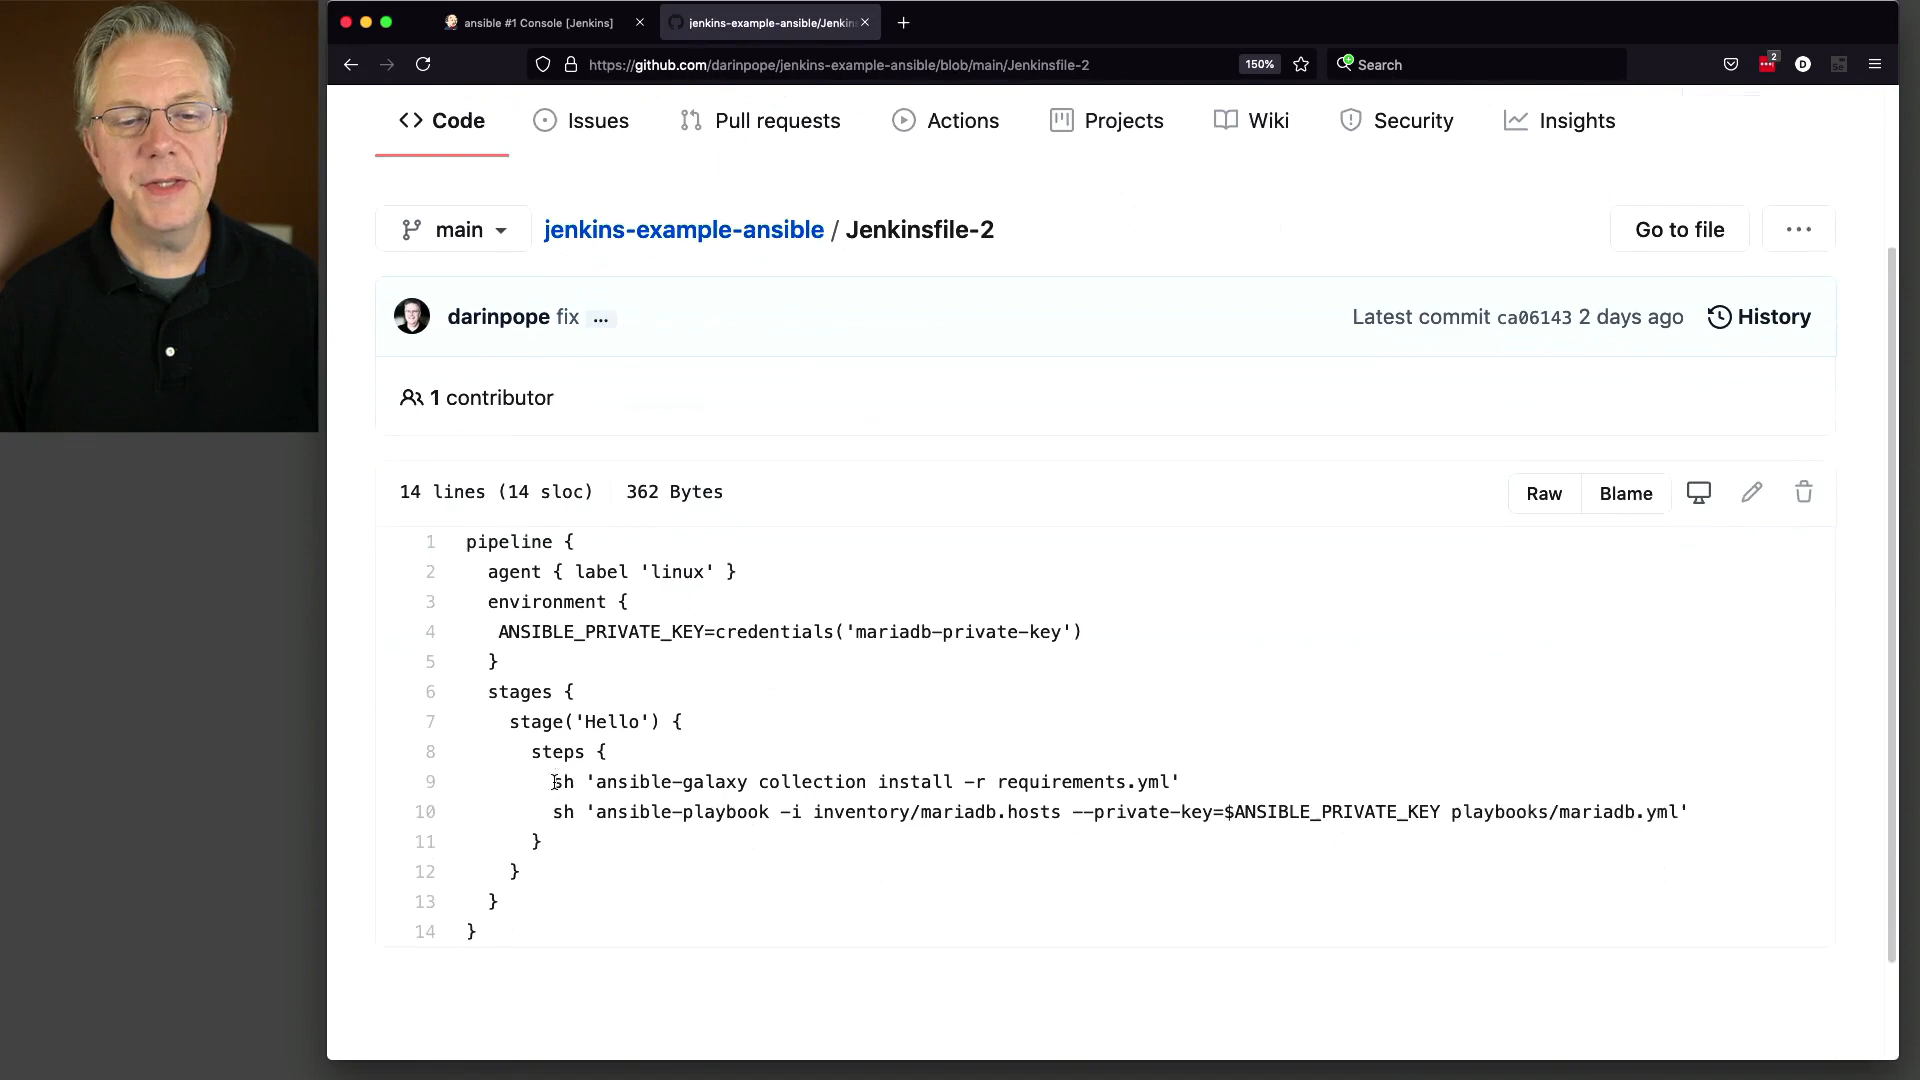 ansible #1 Console [Jenkins]
jenkins-example-ansible/Jenkins
https://github.com/darinpope/jenkins-example-ansible/blob/main/Jenkinsfile-2
150%
Search
2
D
Se
Code
Issues
Pull requests
Actions
Projects
Wiki
Security
Insights
main
jenkins-example-ansible / Jenkinsfile-2
Go to file
...
darinpope fix ...
Latest commit ca06143 2 days ago
History
1 contributor
14 lines (14 sloc)
362 Bytes
Raw
Blame
1 pipeline {
2 agent { label 'linux' }
3 environment {
4 ANSIBLE_PRIVATE_KEY=credentials('mariadb-private-key')
5 }
6 stages {
7 stage('Hello') {
8 steps {
9 sh 'ansible-galaxy collection install -r requirements.yml'
10 sh 'ansible-playbook -i inventory/mariadb.hosts --private-key=$ANSIBLE_PRIVATE_KEY playbooks/mariadb.yml'
11 }
12 }
13 }
14 }